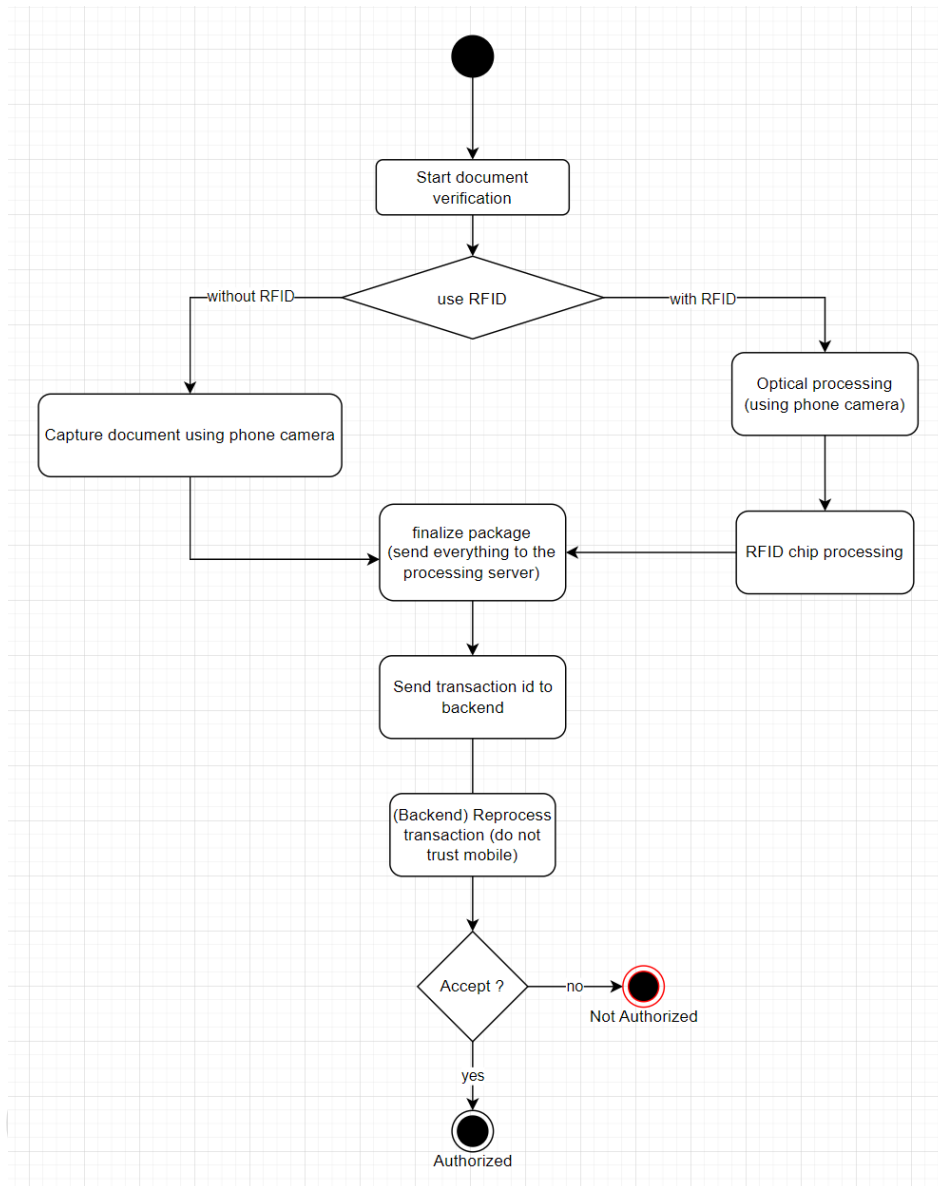 Start document
verification
use RFID
without RFID
with RFID
Optical processing
(using phone camera)
Capture document using phone camera
finalize package
(send everything to the
processing server)
RFID chip processing
Send transaction id to
backend
(Backend) Reprocess
transaction (do not
trust mobile)
Accept ?
no
Not Authorized
yes
Authorized